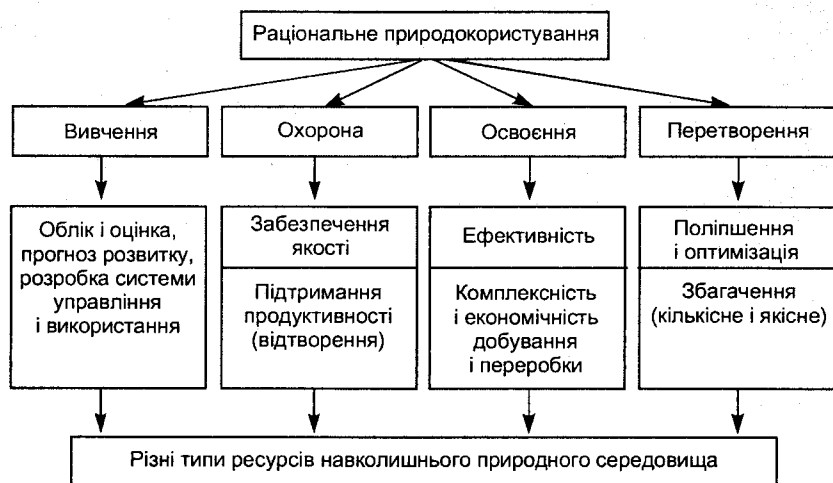 Раціональне природокористування
Вивчення
Охорона
Освоєння
Перетворення
Облік і оцінка,
прогноз розвитку,
розробка системи
управління
і використання
Забезпечення
якості
Підтримання
продуктивності
(відтворення)
Ефективність
Комплексність
і економічність
добування
і переробки
Поліпшення
і оптимізація
Збагачення
(кількісне і якісне)
Різні типи ресурсів навколишнього природного середовища